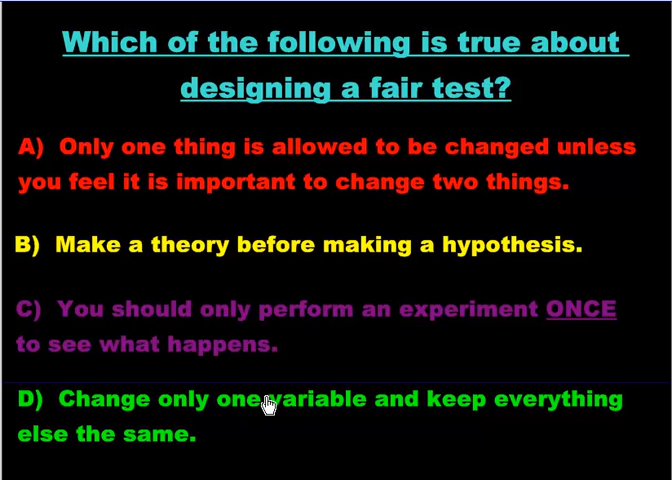 Which of the following is true about
designing a fair test?
A) Only one thing is allowed to be changed unless
you feel it is important to change two things.
B) Make a theory before making a hypothesis.
C) You should only perform an experiment ONCE
to see what happens.
D) Change only one variable and keep everything
else the same.